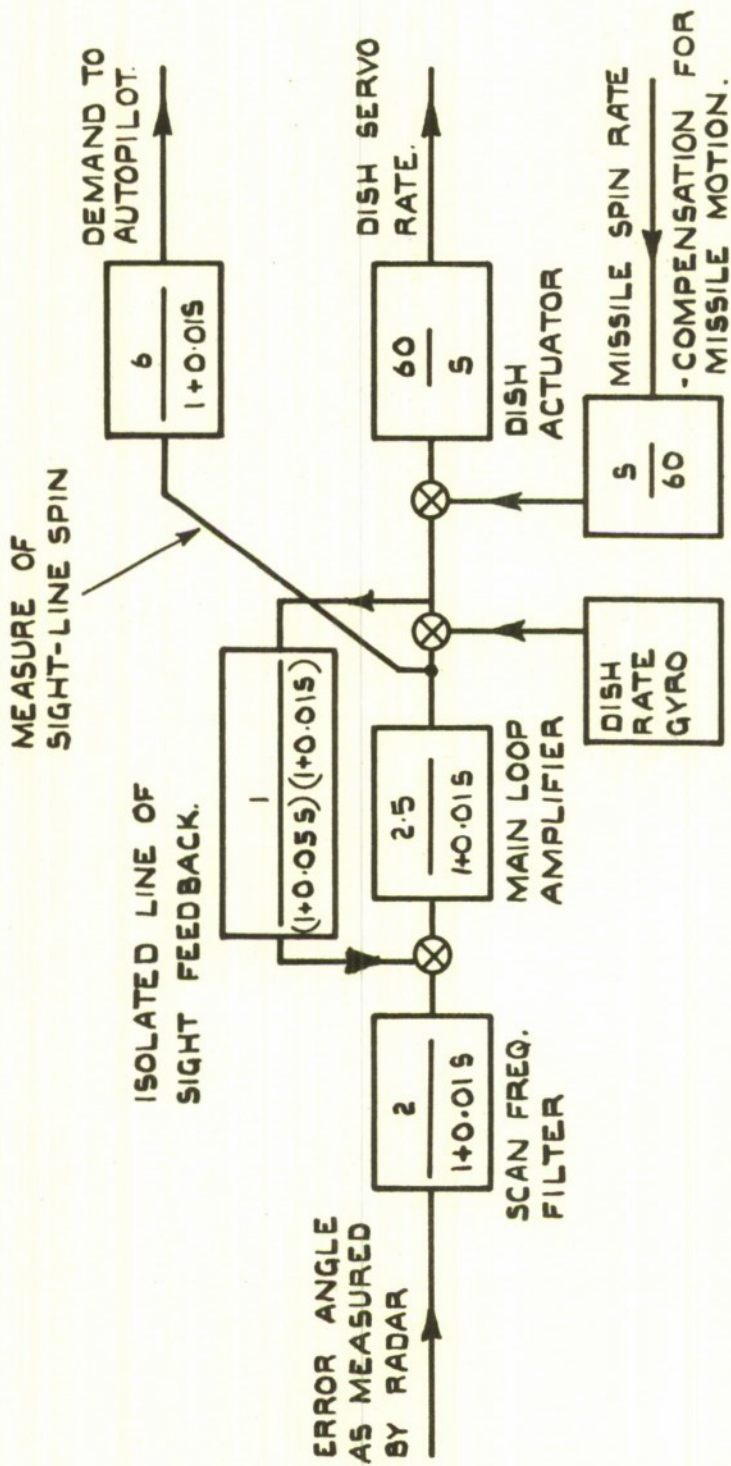 MEASURE OF
SIGHT-LINE SPIN
DEMAND TO
AUTOPILOT.
6
1+0·01S
ISOLATED LINE OF
SIGHT FEEDBACK.
1
(1+0·05S)(1+0·01S)
ERROR ANGLE
AS MEASURED
BY RADAR
2
1+0·01S
SCAN FREQ.
FILTER
2·5
1+0·01S
MAIN LOOP
AMPLIFIER
60
S
DISH
ACTUATOR
DISH SERVO
RATE.
DISH
RATE
GYRO
S
60
MISSILE SPIN RATE
-COMPENSATION FOR
MISSILE MOTION.